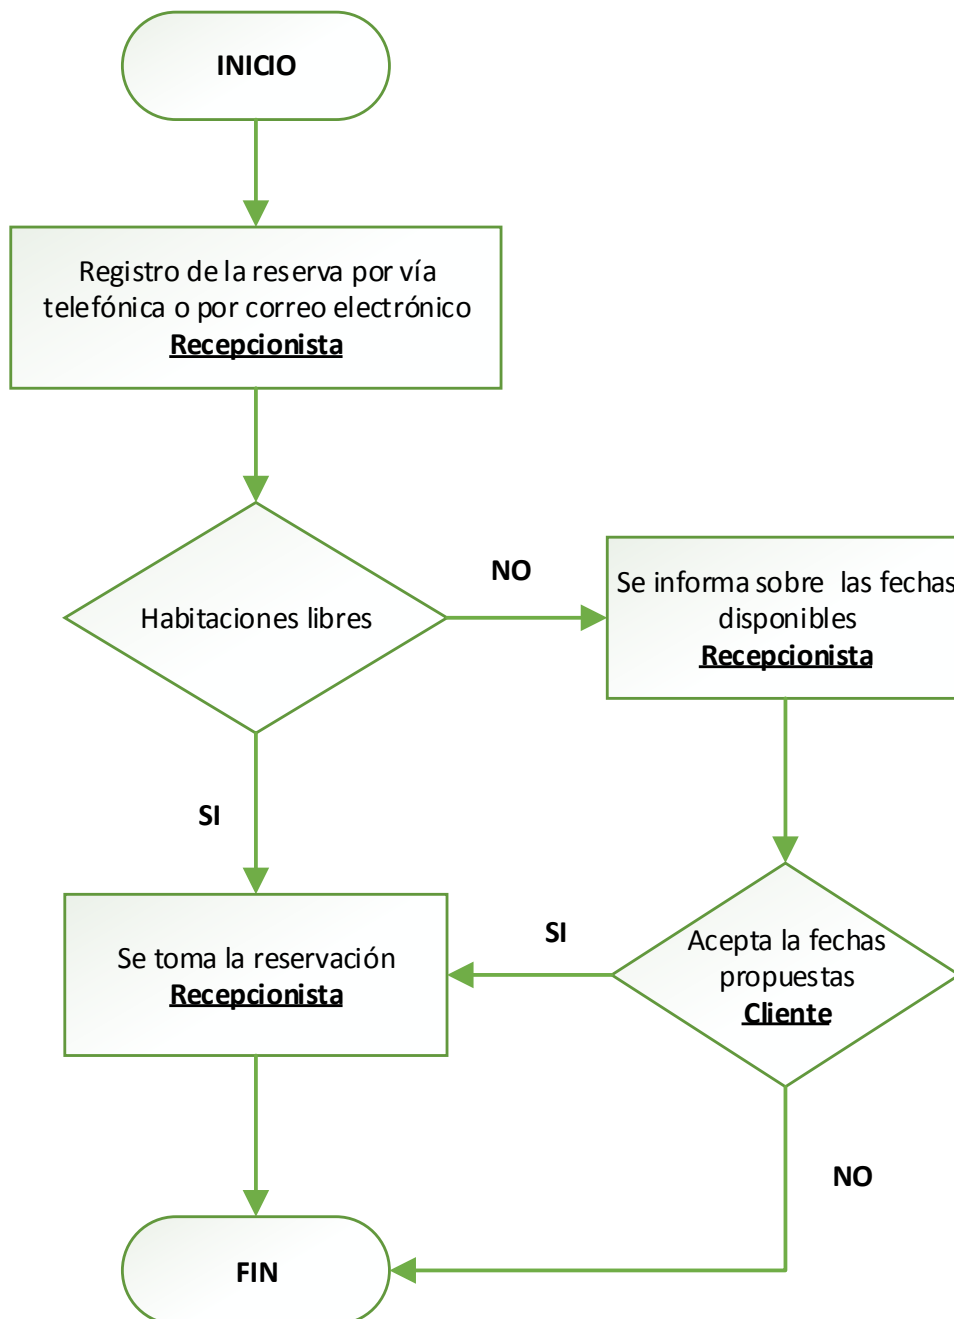 INICIO
Registro de la reserva por vía
telefónica o por correo electrónico
Recepcionista
Habitaciones libres
NO
Se informa sobre las fechas
disponibles
Recepcionista
SI
Se toma la reservación
Recepcionista
SI
Acepta la fechas
propuestas
Cliente
NO
FIN